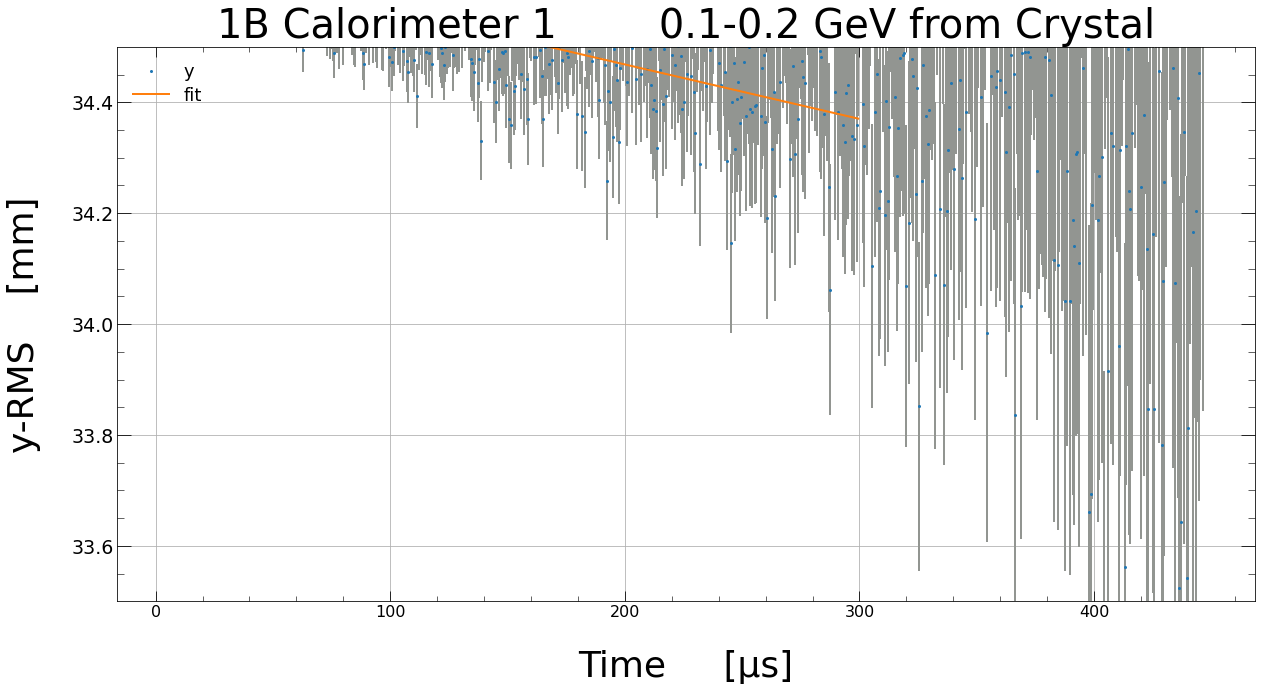 1B Calorimeter 1 0.1-0.2 GeV from Crystal
y
fit
34.4
34.2
34.0
33.8
33.6
y-RMS [mm]
0 100 200 300 400
Time [µs]